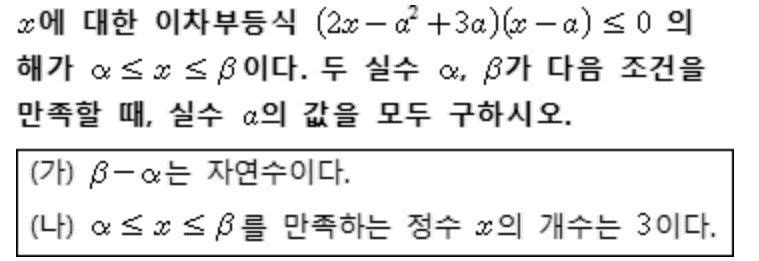 x에 대한 이차부등식 (2x − a² + 3a)(x − a) ≤ 0 의
해가 α ≤ x ≤ β이다. 두 실수 α, β가 다음 조건을
만족할 때, 실수 a의 값을 모두 구하시오.
(가) β − α는 자연수이다.
(나) α ≤ x ≤ β를 만족하는 정수 x의 개수는 3이다.